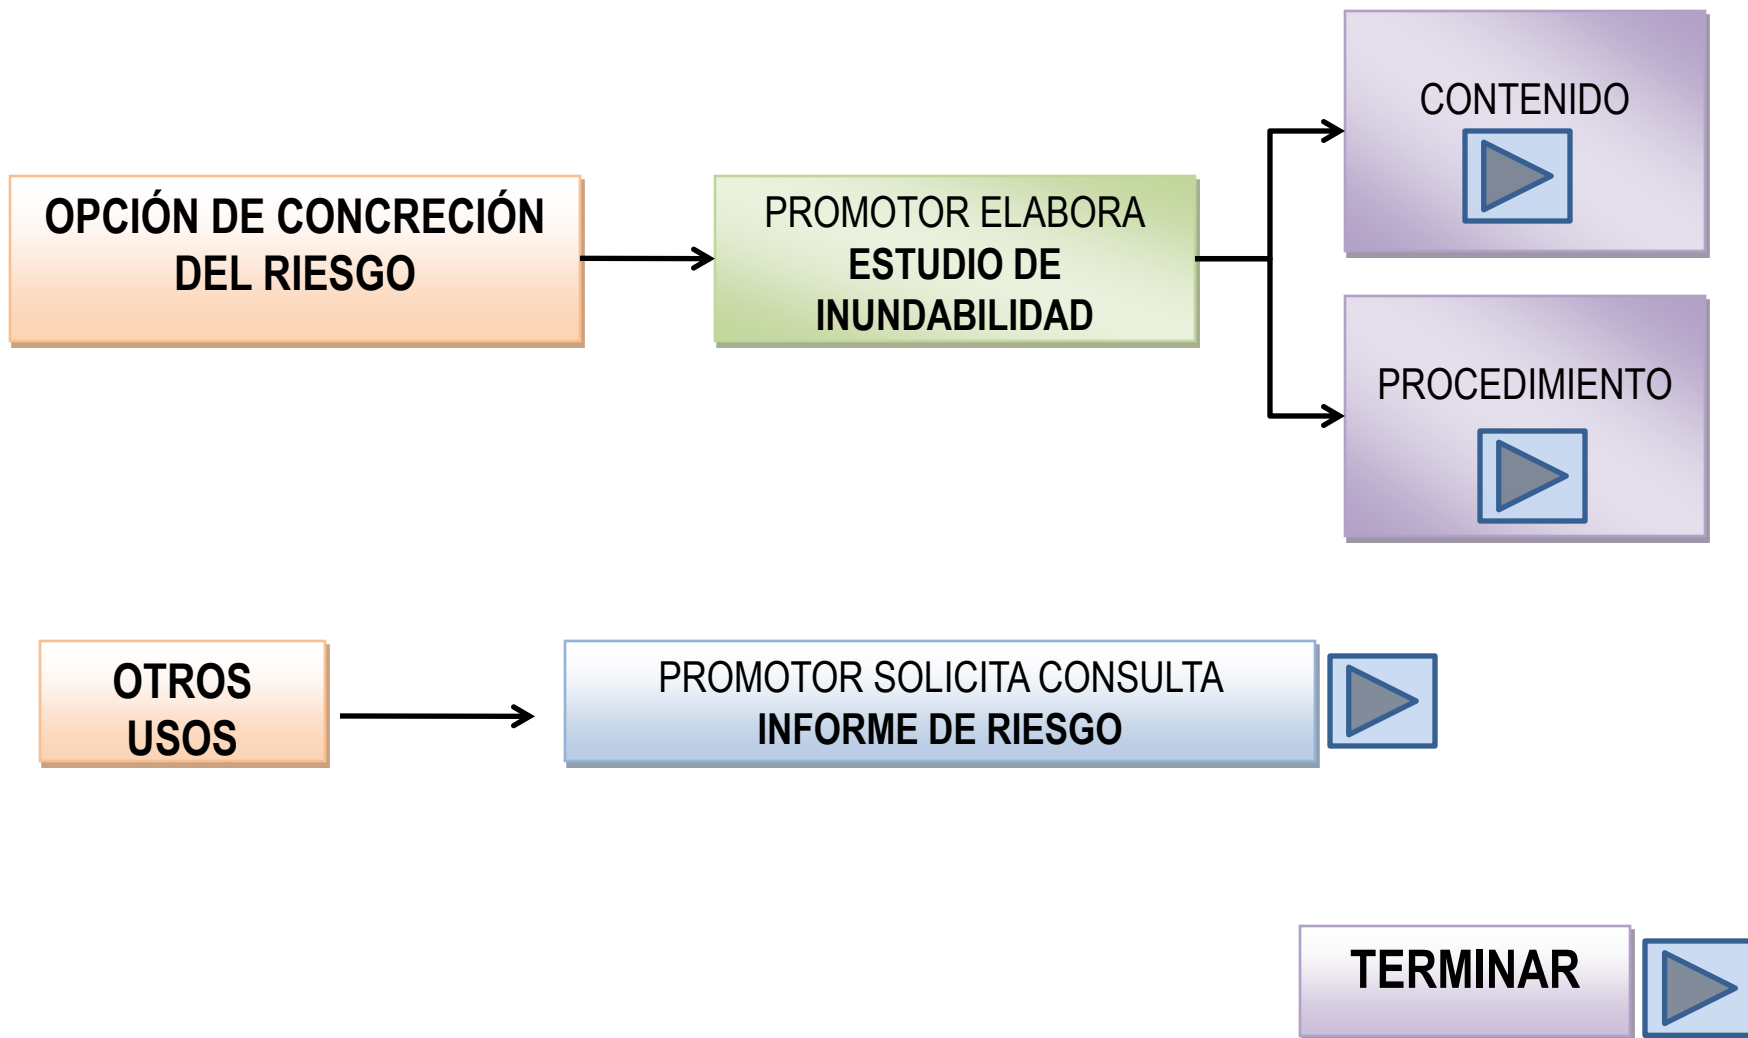 OPCIÓN DE CONCRECIÓN
DEL RIESGO
PROMOTOR ELABORA
ESTUDIO DE
INUNDABILIDAD
CONTENIDO
PROCEDIMIENTO
OTROS
USOS
PROMOTOR SOLICITA CONSULTA
INFORME DE RIESGO
TERMINAR